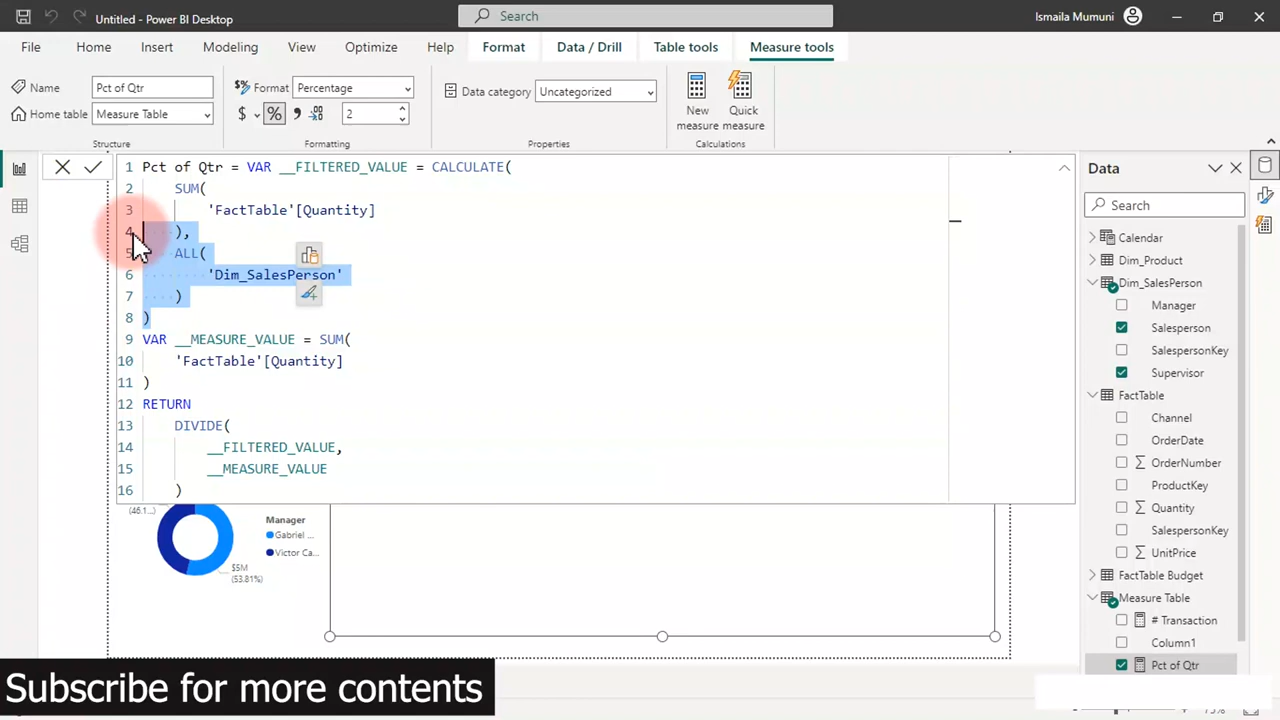 Untitled - Power BI Desktop
Search
Ismaila Mumuni
File
Home
Insert
Modeling
View
Optimize
Help
Format
Data / Drill
Table tools
Measure tools
Name
Pct of Qtr
Home table
Measure Table
Structure
Format
Percentage
$
%
2
Formatting
Data category
Uncategorized
Properties
New
measure
Quick
measure
Calculations
1 Pct of Qtr = VAR __FILTERED_VALUE = CALCULATE(
2 SUM(
3 'FactTable'[Quantity]
4 ),
5 ALL(
6 'Dim_SalesPerson'
7 )
8 )
9 VAR __MEASURE_VALUE = SUM(
10 'FactTable'[Quantity]
11 )
12 RETURN
13 DIVIDE(
14 __FILTERED_VALUE,
15 __MEASURE_VALUE
16 )
(46.1...)
$5M
(53.81%)
Manager
Gabriel ...
Victor Ca...
Data
Search
Calendar
Dim_Product
Dim_SalesPerson
Manager
Salesperson
SalespersonKey
Supervisor
FactTable
Channel
OrderDate
OrderNumber
ProductKey
Quantity
SalespersonKey
UnitPrice
FactTable Budget
Measure Table
# Transaction
Column1
Pct of Qtr
Subscribe for more contents